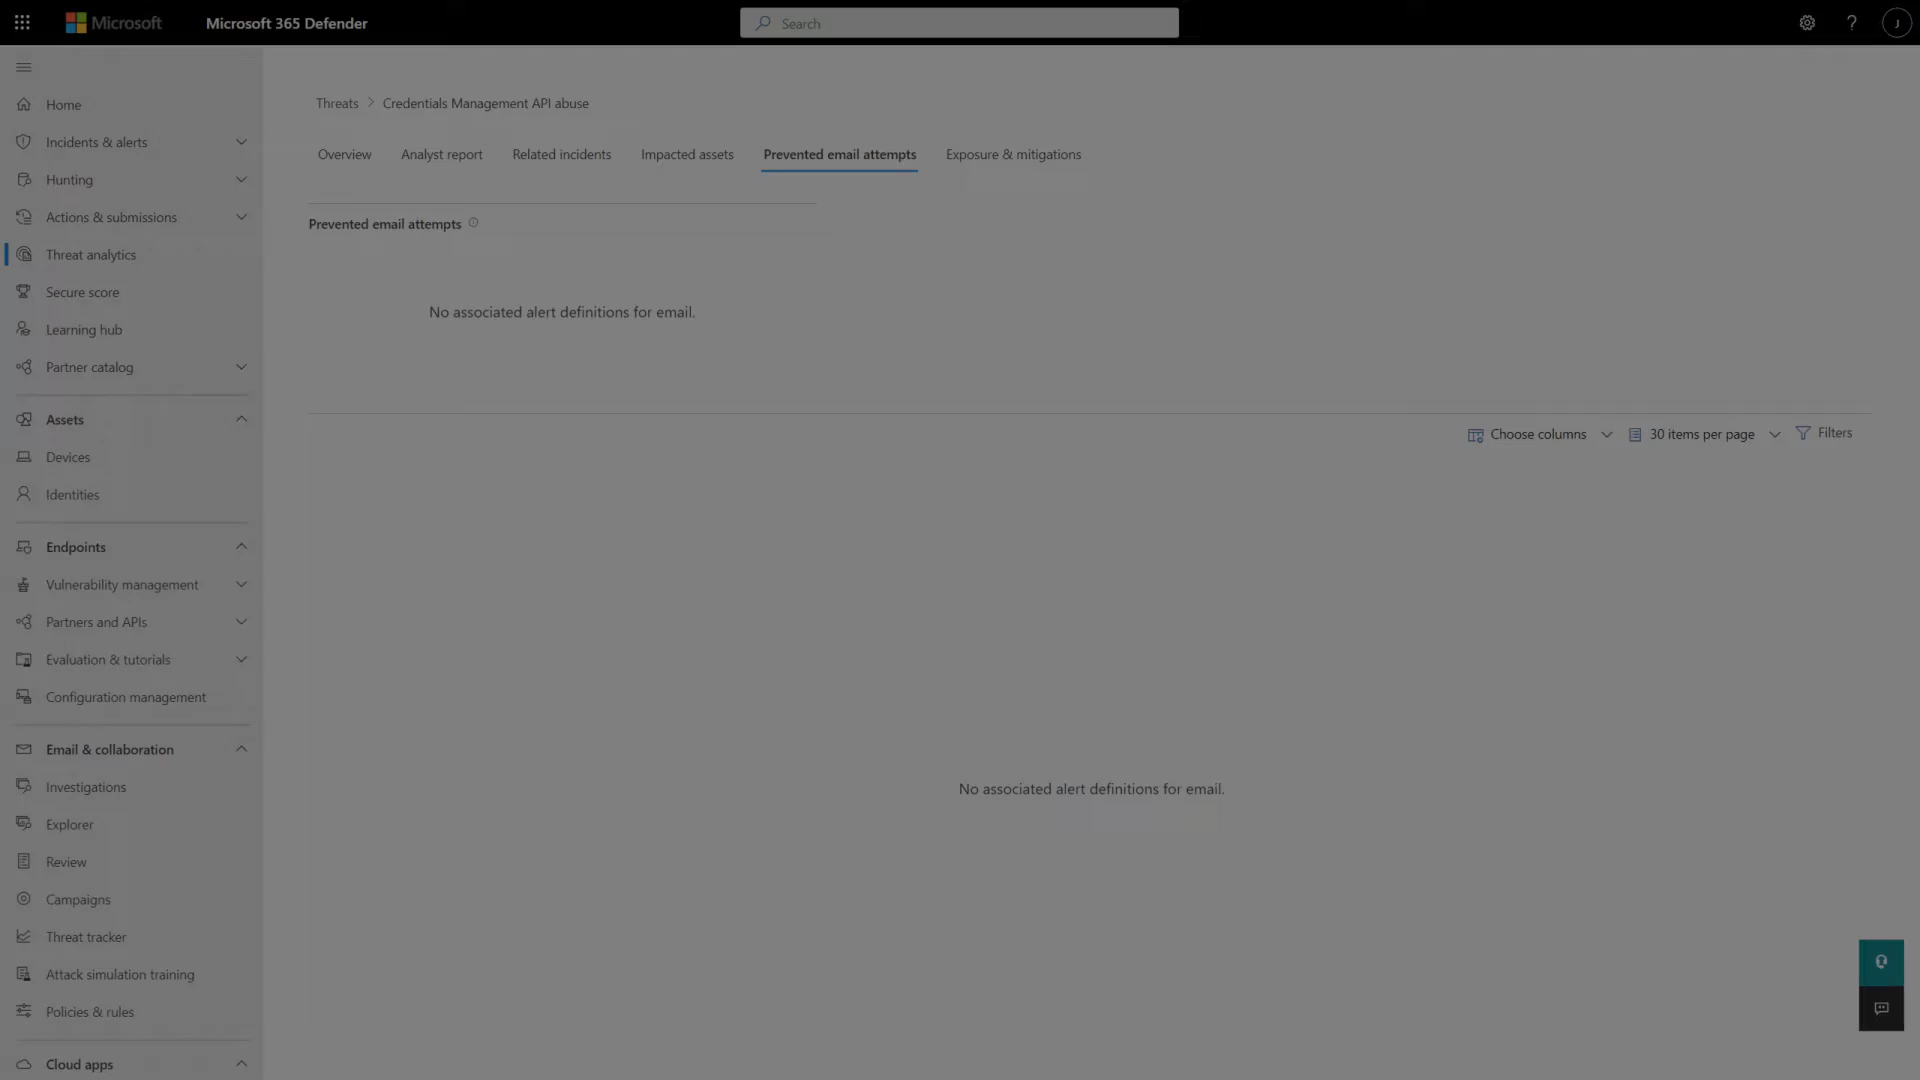 Microsoft
Microsoft 365 Defender
Search
J
Home
Incidents & alerts
Hunting
Actions & submissions
Threat analytics
Secure score
Learning hub
Partner catalog
Assets
Devices
Identities
Endpoints
Vulnerability management
Partners and APIs
Evaluation & tutorials
Configuration management
Email & collaboration
Investigations
Explorer
Review
Campaigns
Threat tracker
Attack simulation training
Policies & rules
Cloud apps
Threats > Credentials Management API abuse
Overview Analyst report Related incidents Impacted assets Prevented email attempts Exposure & mitigations
Prevented email attempts
No associated alert definitions for email.
Choose columns 30 items per page Filters
No associated alert definitions for email.